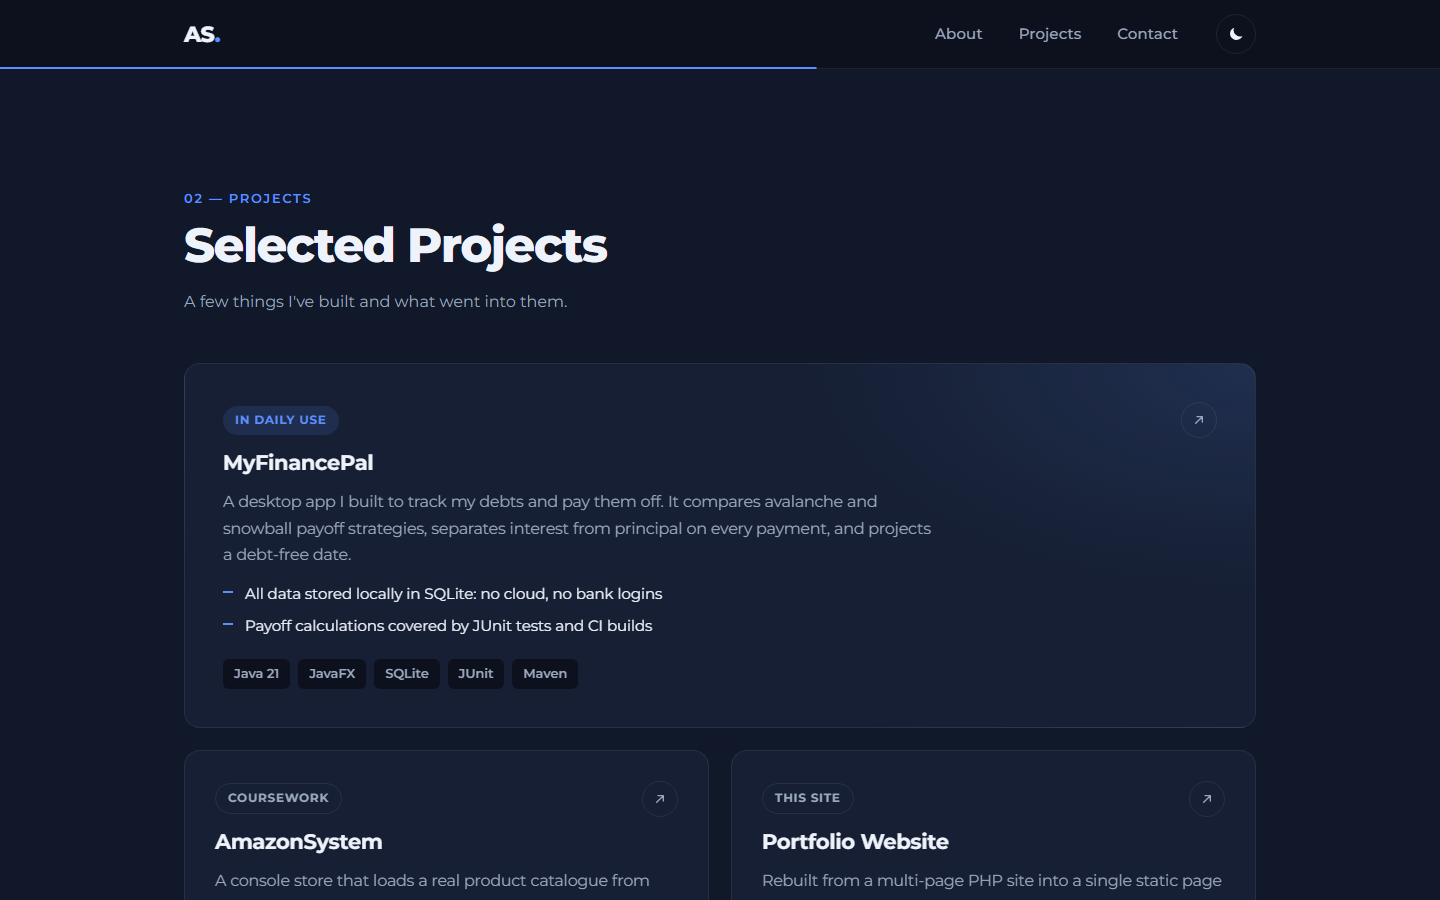 AS.
About
Projects
Contact
02 — PROJECTS
Selected Projects
A few things I've built and what went into them.
IN DAILY USE
MyFinancePal
A desktop app I built to track my debts and pay them off. It compares avalanche and
snowball payoff strategies, separates interest from principal on every payment, and projects
a debt-free date.
All data stored locally in SQLite: no cloud, no bank logins
Payoff calculations covered by JUnit tests and CI builds
Java 21
JavaFX
SQLite
JUnit
Maven
COURSEWORK
AmazonSystem
A console store that loads a real product catalogue from
THIS SITE
Portfolio Website
Rebuilt from a multi-page PHP site into a single static page